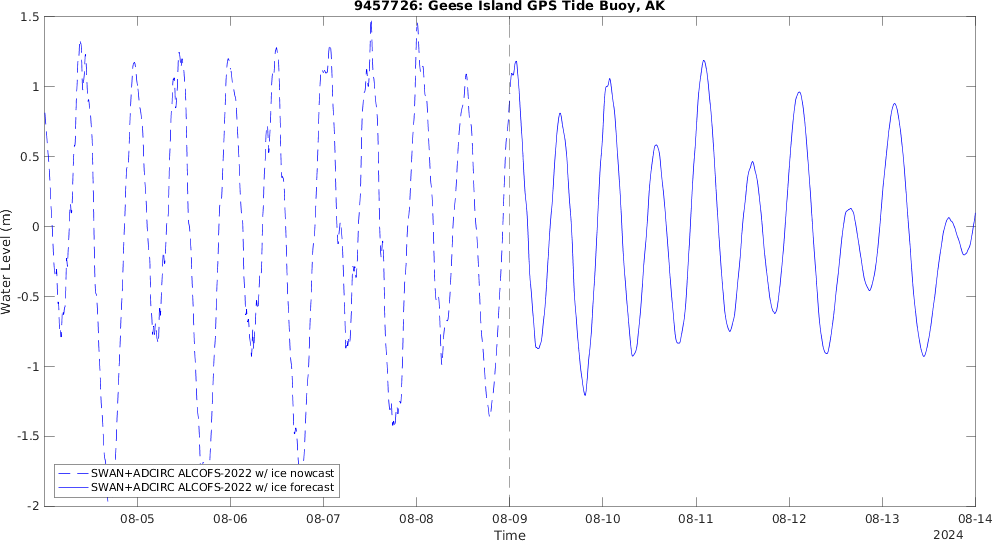 9457726: Geese Island GPS Tide Buoy, AK
1.5
1
0.5
0
-0.5
-1
-1.5
-2
Water Level (m)
SWAN+ADCIRC ALCOFS-2022 w/ ice nowcast
SWAN+ADCIRC ALCOFS-2022 w/ ice forecast
08-05 08-06 08-07 08-08 08-09 08-10 08-11 08-12 08-13 08-14
Time
2024